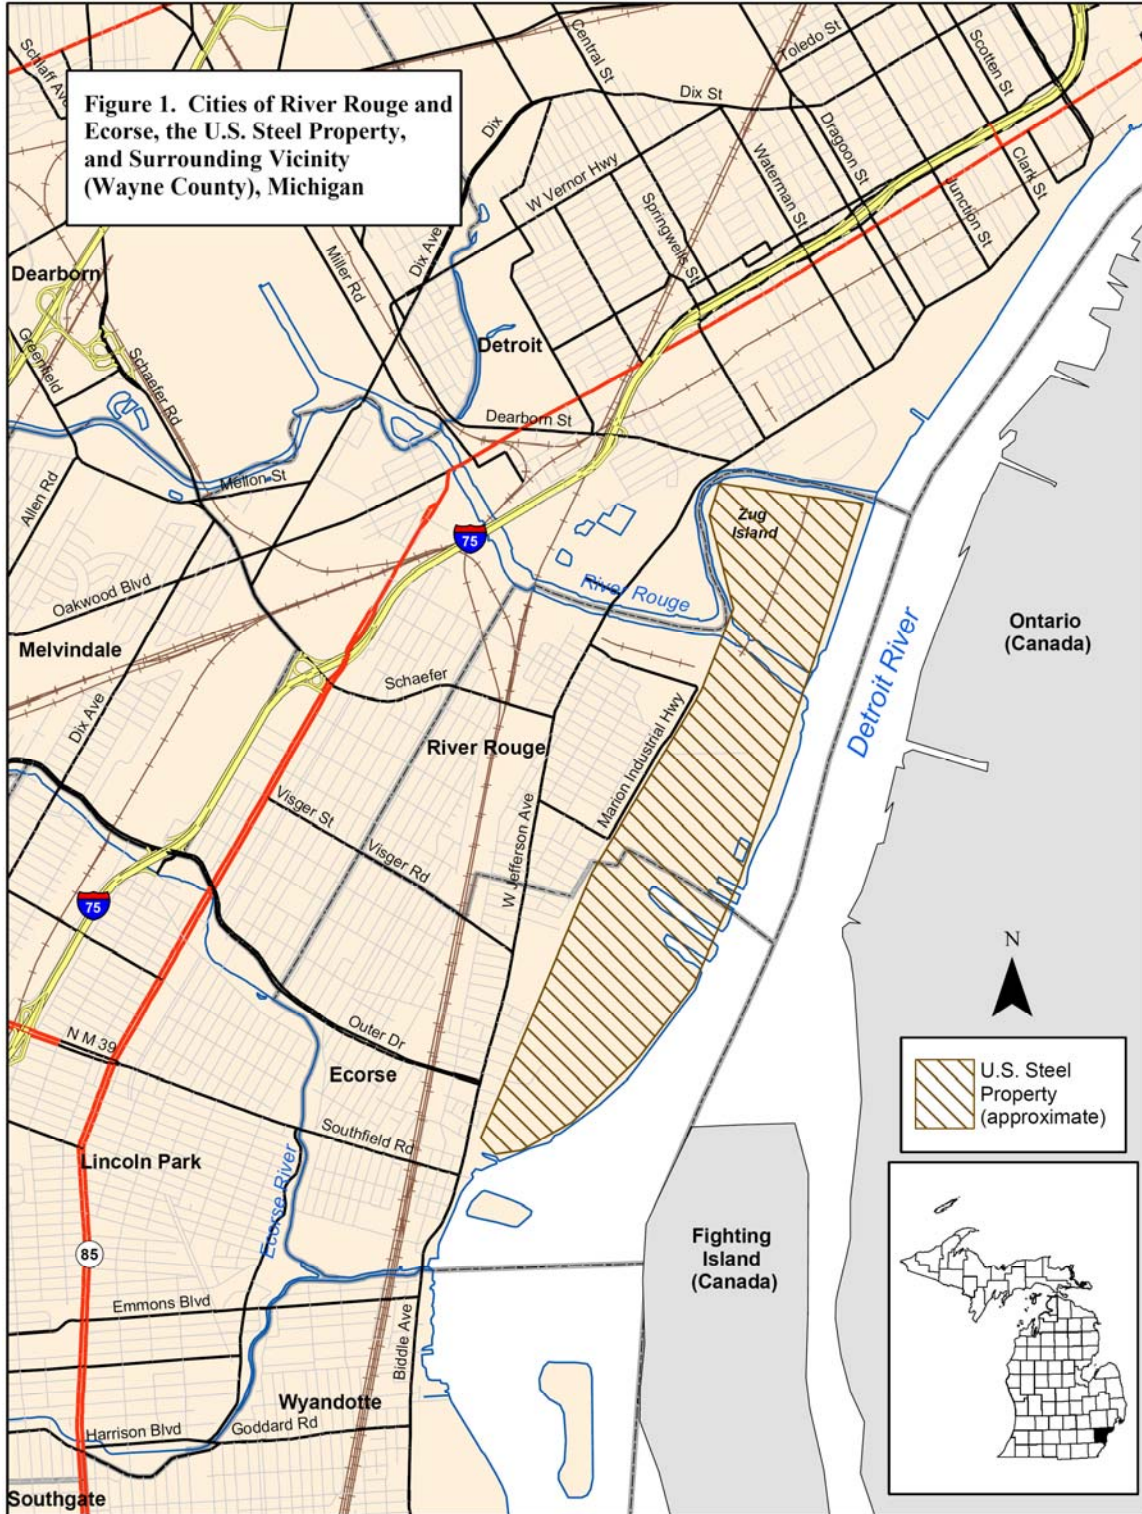 Figure 1. Cities of River Rouge and
Ecorse, the U.S. Steel Property,
and Surrounding Vicinity
(Wayne County), Michigan
Schlaff Ave
Central St
Toledo St
Scotten St
Dix St
Dix
Dragoon St
Clark St
W Vernor Hwy
Waterman St
Junction St
Springwells St
Dix Ave
Miller Rd
Dearborn
Greenfield
Schaefer Rd
Detroit
Dearborn St
Mellon St
Allen Rd
Zug
Island
75
River Rouge
Oakwood Blvd
Ontario
(Canada)
Melvindale
Schaefer
Detroit River
Dix Ave
Marion Industrial Hwy
River Rouge
Visger St
Visger Rd
W Jefferson Ave
75
N
N M 39
Outer Dr
Ecorse
U.S. Steel
Property
(approximate)
Southfield Rd
Lincoln Park
Ecorse River
Fighting
Island
(Canada)
85
Emmons Blvd
Biddle Ave
Wyandotte
Harrison Blvd
Goddard Rd
Southgate